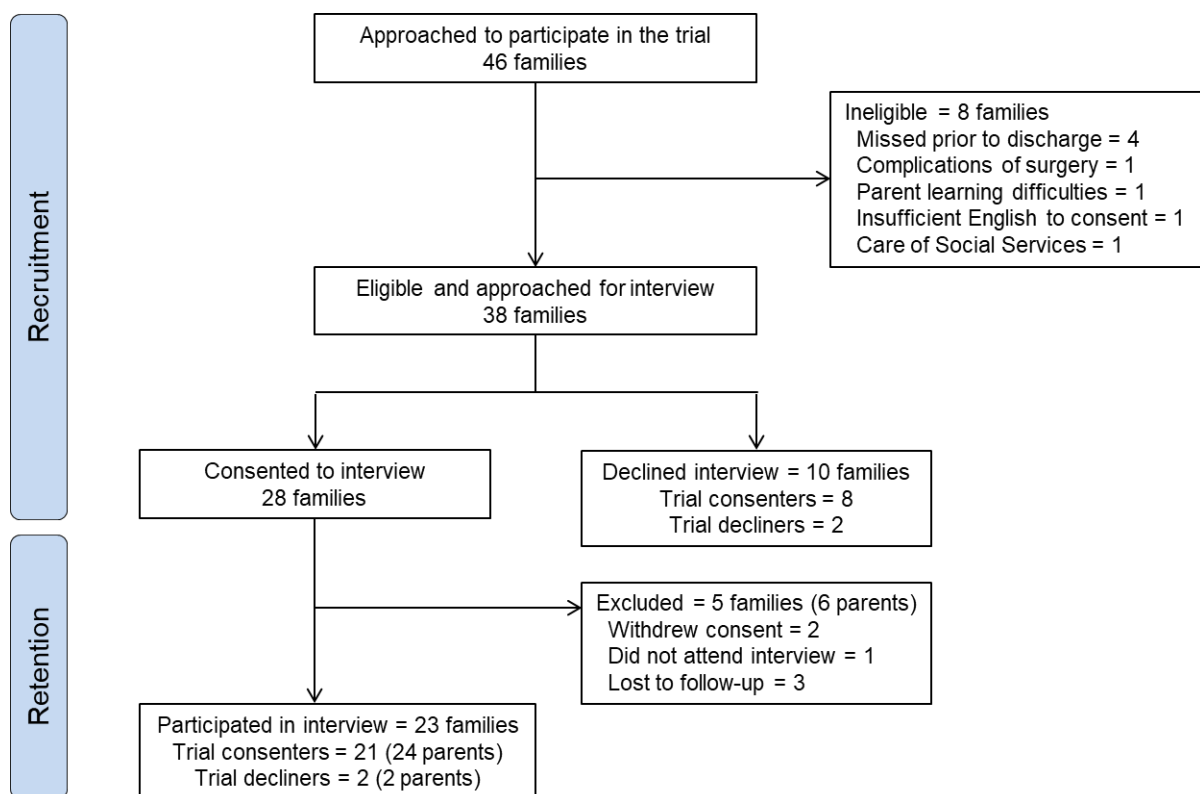 Recruitment
Approached to participate in the trial
46 families
Ineligible = 8 families
Missed prior to discharge = 4
Complications of surgery = 1
Parent learning difficulties = 1
Insufficient English to consent = 1
Care of Social Services = 1
Eligible and approached for interview
38 families
Consented to interview
28 families
Declined interview = 10 families
Trial consenters = 8
Trial decliners = 2
Retention
Excluded = 5 families (6 parents)
Withdrew consent = 2
Did not attend interview = 1
Lost to follow-up = 3
Participated in interview = 23 families
Trial consenters = 21 (24 parents)
Trial decliners = 2 (2 parents)